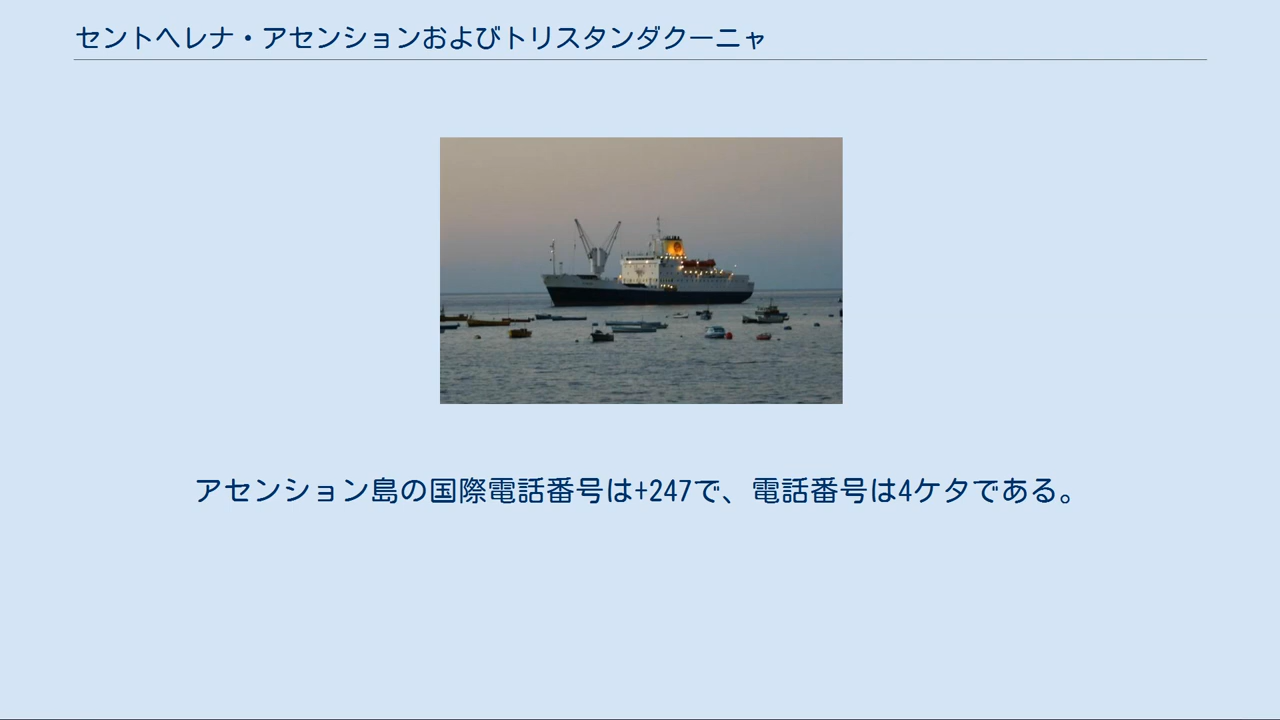 セントヘレナ・アセンションおよびトリスタンダクーニャ
アセンション島の国際電話番号は+247で、電話番号は4ケタである。